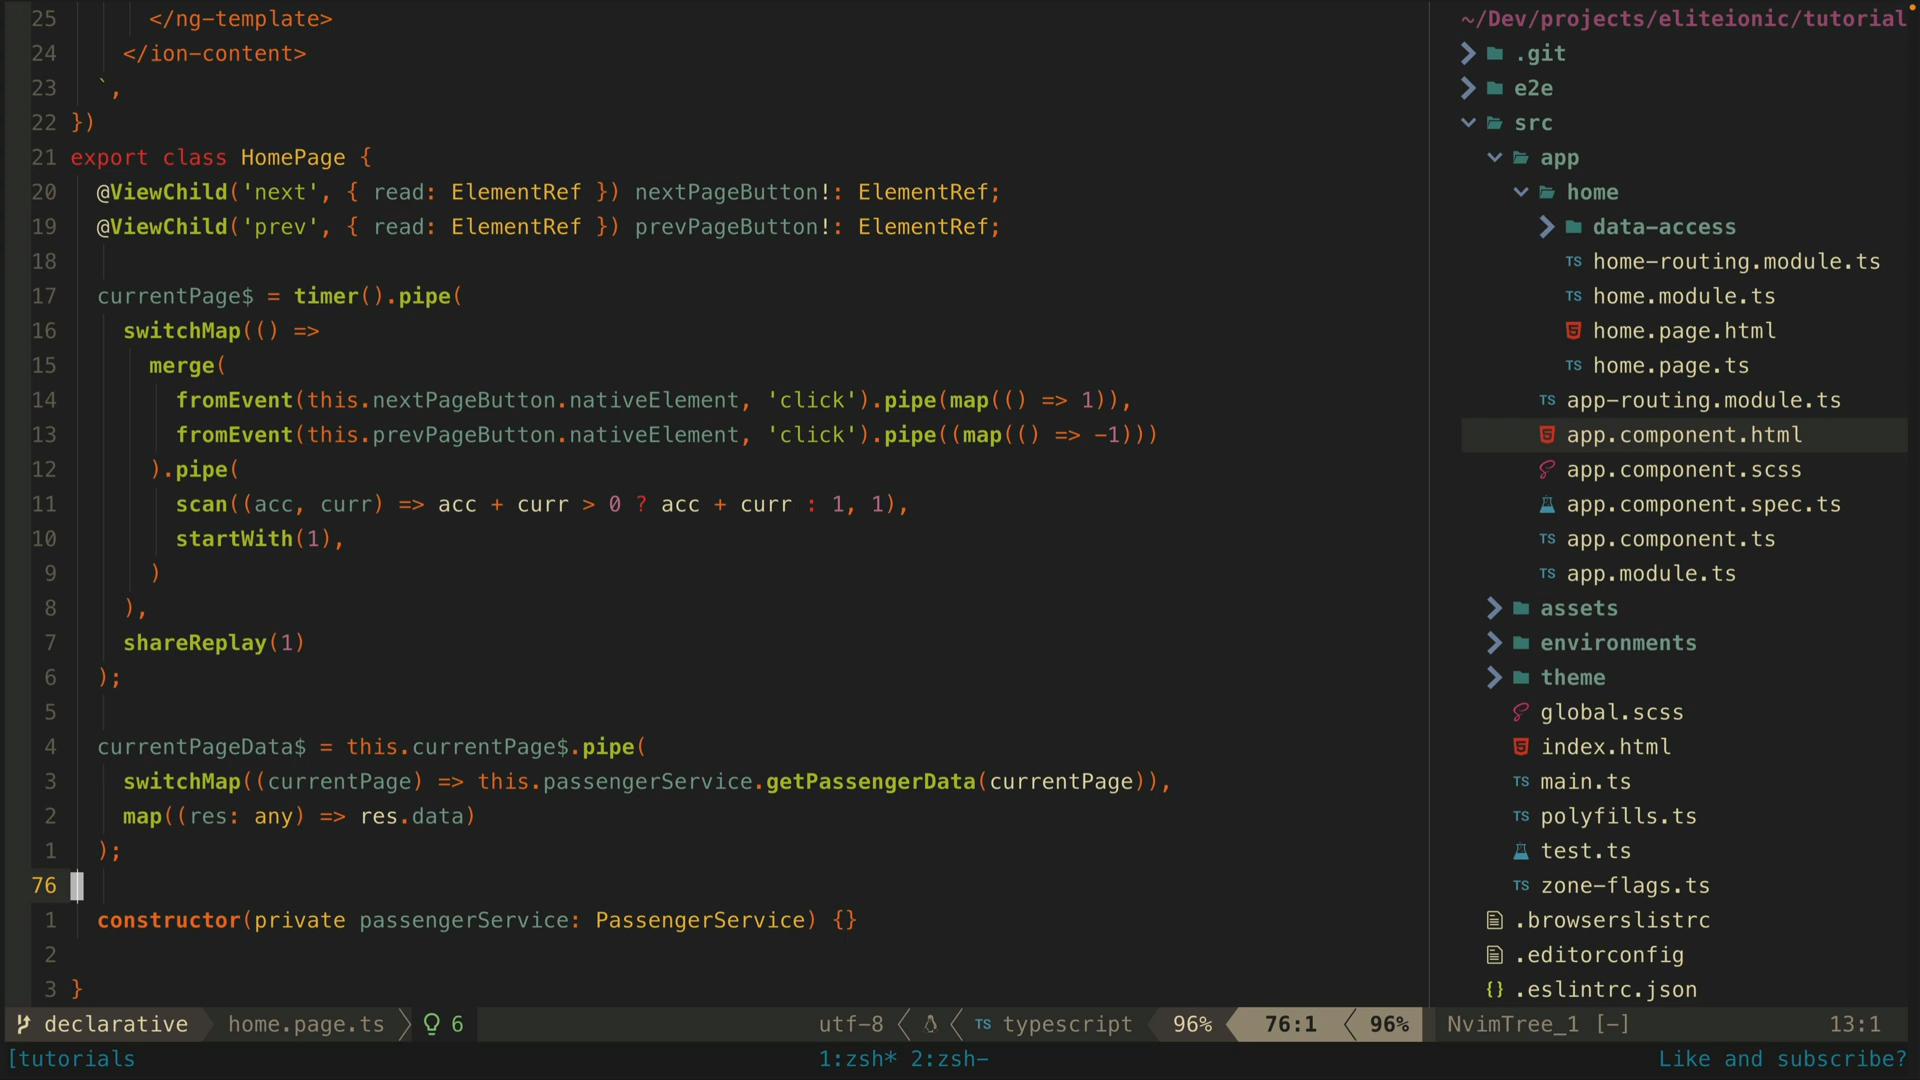 25 </ng-template>
24 </ion-content>
23 `,
22 })
21 export class HomePage {
20 @ViewChild('next', { read: ElementRef }) nextPageButton!: ElementRef;
19 @ViewChild('prev', { read: ElementRef }) prevPageButton!: ElementRef;
18
17 currentPage$ = timer().pipe(
16 switchMap(() =>
15 merge(
14 fromEvent(this.nextPageButton.nativeElement, 'click').pipe(map(() => 1)),
13 fromEvent(this.prevPageButton.nativeElement, 'click').pipe((map(() => -1)))
12 ).pipe(
11 scan((acc, curr) => acc + curr > 0 ? acc + curr : 1, 1),
10 startWith(1),
9 )
8 ),
7 shareReplay(1)
6 );
5
4 currentPageData$ = this.currentPage$.pipe(
3 switchMap((currentPage) => this.passengerService.getPassengerData(currentPage)),
2 map((res: any) => res.data)
1 );
76
1 constructor(private passengerService: PassengerService) {}
2
3 }
~/Dev/projects/eliteionic/tutorial
.git
e2e
src
app
home
data-access
TS home-routing.module.ts
TS home.module.ts
home.page.html
TS home.page.ts
TS app-routing.module.ts
app.component.html
app.component.scss
app.component.spec.ts
TS app.component.ts
TS app.module.ts
assets
environments
theme
global.scss
index.html
TS main.ts
TS polyfills.ts
test.ts
TS zone-flags.ts
.browserslistrc
.editorconfig
{} .eslintrc.json
declarative home.page.ts 6 utf-8 TS typescript 96% 76:1 96% NvimTree_1 [-] 13:1
[tutorials 1:zsh* 2:zsh- Like and subscribe?